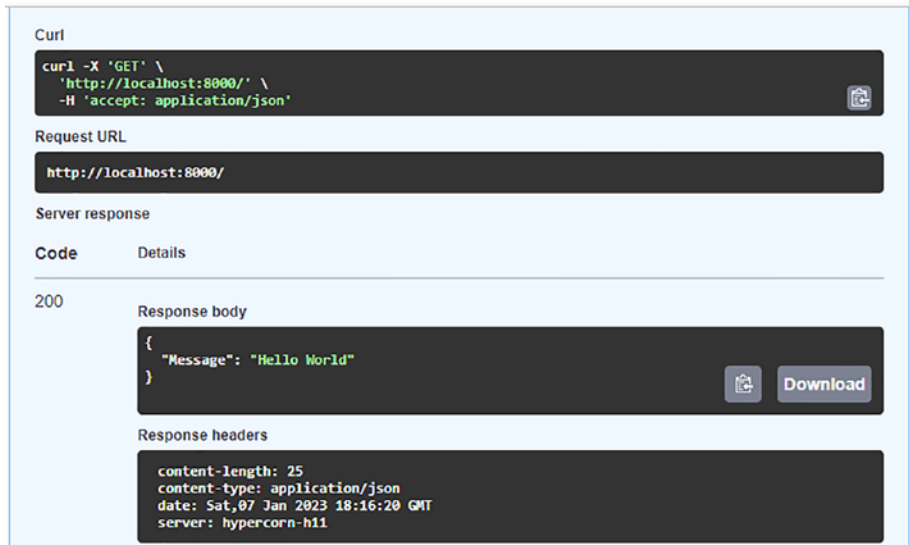 Curl
curl -X 'GET' \
'http://localhost:8000/' \
-H 'accept: application/json'
Request URL
http://localhost:8000/
Server response
Code Details
200
Response body
{
"Message": "Hello World"
}
Download
Response headers
content-length: 25
content-type: application/json
date: Sat,07 Jan 2023 18:16:20 GMT
server: hypercorn-h11